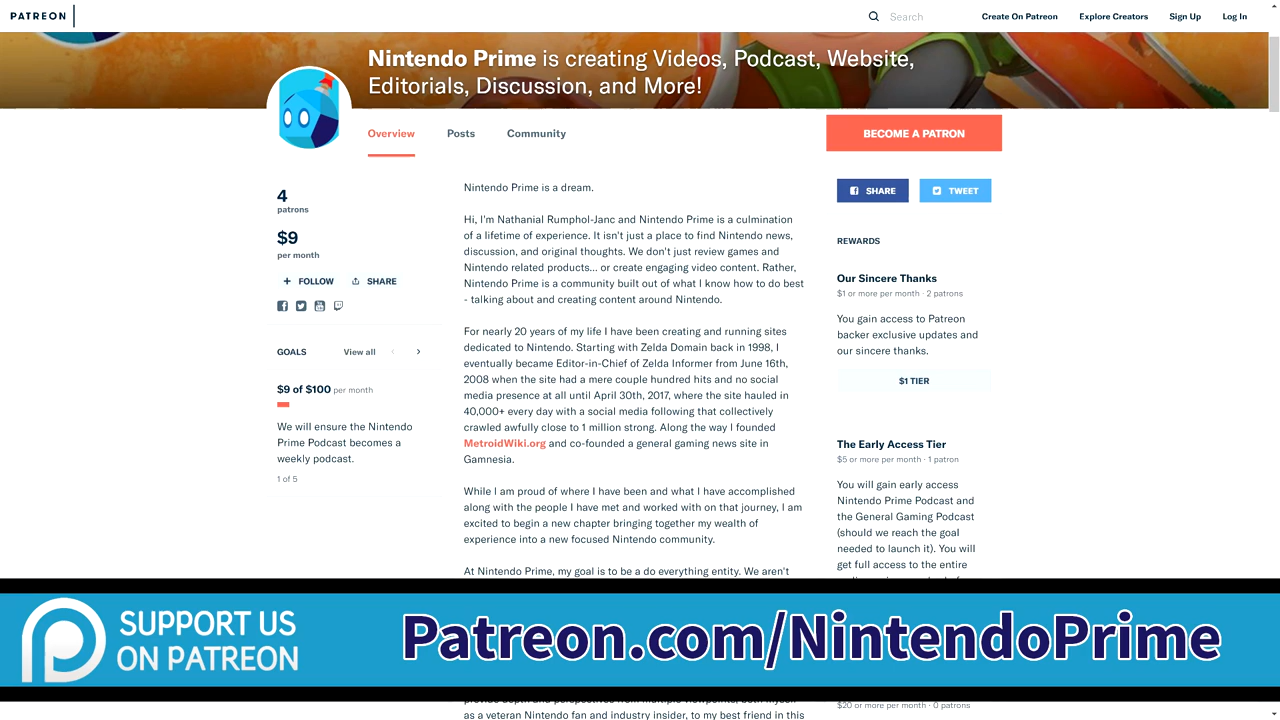 PATREON
Search
Create On Patreon
Explore Creators
Sign Up
Log In
Nintendo Prime is creating Videos, Podcast, Website,
Editorials, Discussion, and More!
Overview
Posts
Community
BECOME A PATRON
4
patrons
$9
per month
+ FOLLOW
SHARE
GOALS
View all
$9 of $100 per month
We will ensure the Nintendo
Prime Podcast becomes a
weekly podcast.
1 of 5
Nintendo Prime is a dream.
Hi, I'm Nathanial Rumphol-Janc and Nintendo Prime is a culmination
of a lifetime of experience. It isn't just a place to find Nintendo news,
discussion, and original thoughts. We don't just review games and
Nintendo related products... or create engaging video content. Rather,
Nintendo Prime is a community built out of what I know how to do best
- talking about and creating content around Nintendo.
For nearly 20 years of my life I have been creating and running sites
dedicated to Nintendo. Starting with Zelda Domain back in 1998, I
eventually became Editor-in-Chief of Zelda Informer from June 16th,
2008 when the site had a mere couple hundred hits and no social
media presence at all until April 30th, 2017, where the site hauled in
40,000+ every day with a social media following that collectively
crawled awfully close to 1 million strong. Along the way I founded
MetroidWiki.org and co-founded a general gaming news site in
Gamnesia.
While I am proud of where I have been and what I have accomplished
along with the people I have met and worked with on that journey, I am
excited to begin a new chapter bringing together my wealth of
experience into a new focused Nintendo community.
At Nintendo Prime, my goal is to be a do everything entity. We aren't
SHARE
TWEET
REWARDS
Our Sincere Thanks
$1 or more per month · 2 patrons
You gain access to Patreon
backer exclusive updates and
our sincere thanks.
$1 TIER
The Early Access Tier
$5 or more per month · 1 patron
You will gain early access
Nintendo Prime Podcast and
the General Gaming Podcast
(should we reach the goal
needed to launch it). You will
get full access to the entire
SUPPORT US
ON PATREON
Patreon.com/NintendoPrime
provide depth and perspectives from multiple viewpoints, both myself
as a veteran Nintendo fan and industry insider, to my best friend in this
$20 or more per month · 0 patrons